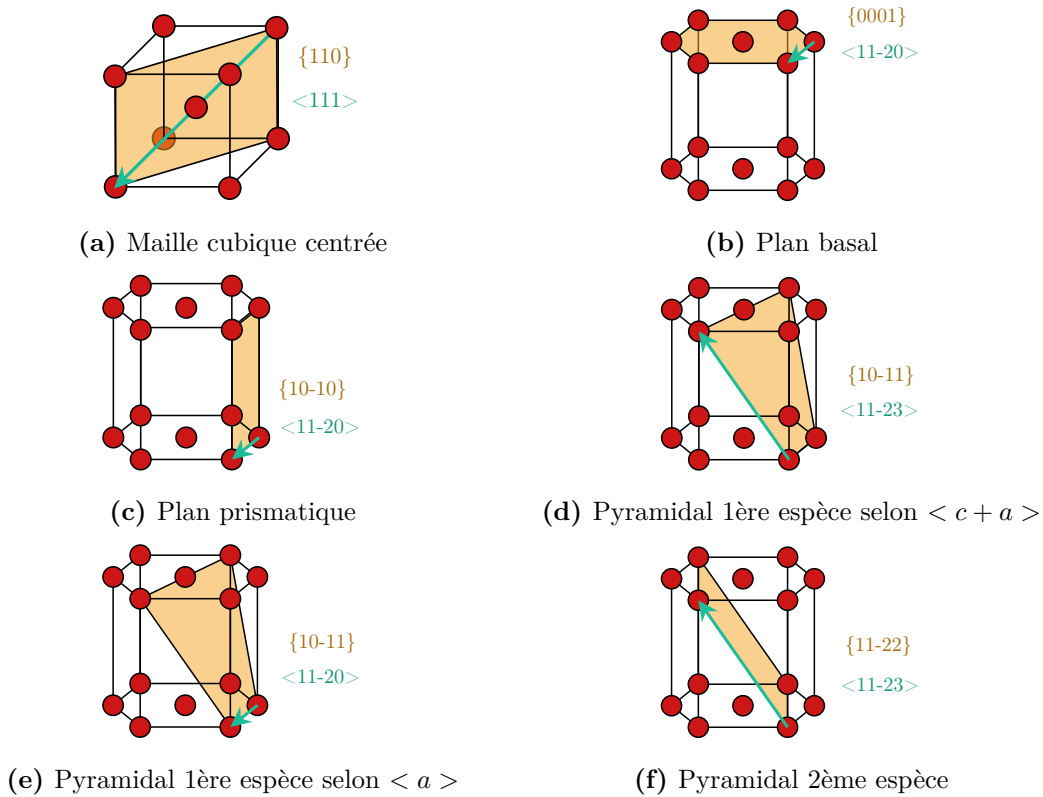 {110}
<111>
(a) Maille cubique centrée
{0001}
<11-20>
(b) Plan basal
{10-10}
<11-20>
(c) Plan prismatique
{10-11}
<11-23>
(d) Pyramidal 1ère espèce selon < c + a >
{10-11}
<11-20>
(e) Pyramidal 1ère espèce selon < a >
{11-22}
<11-23>
(f) Pyramidal 2ème espèce